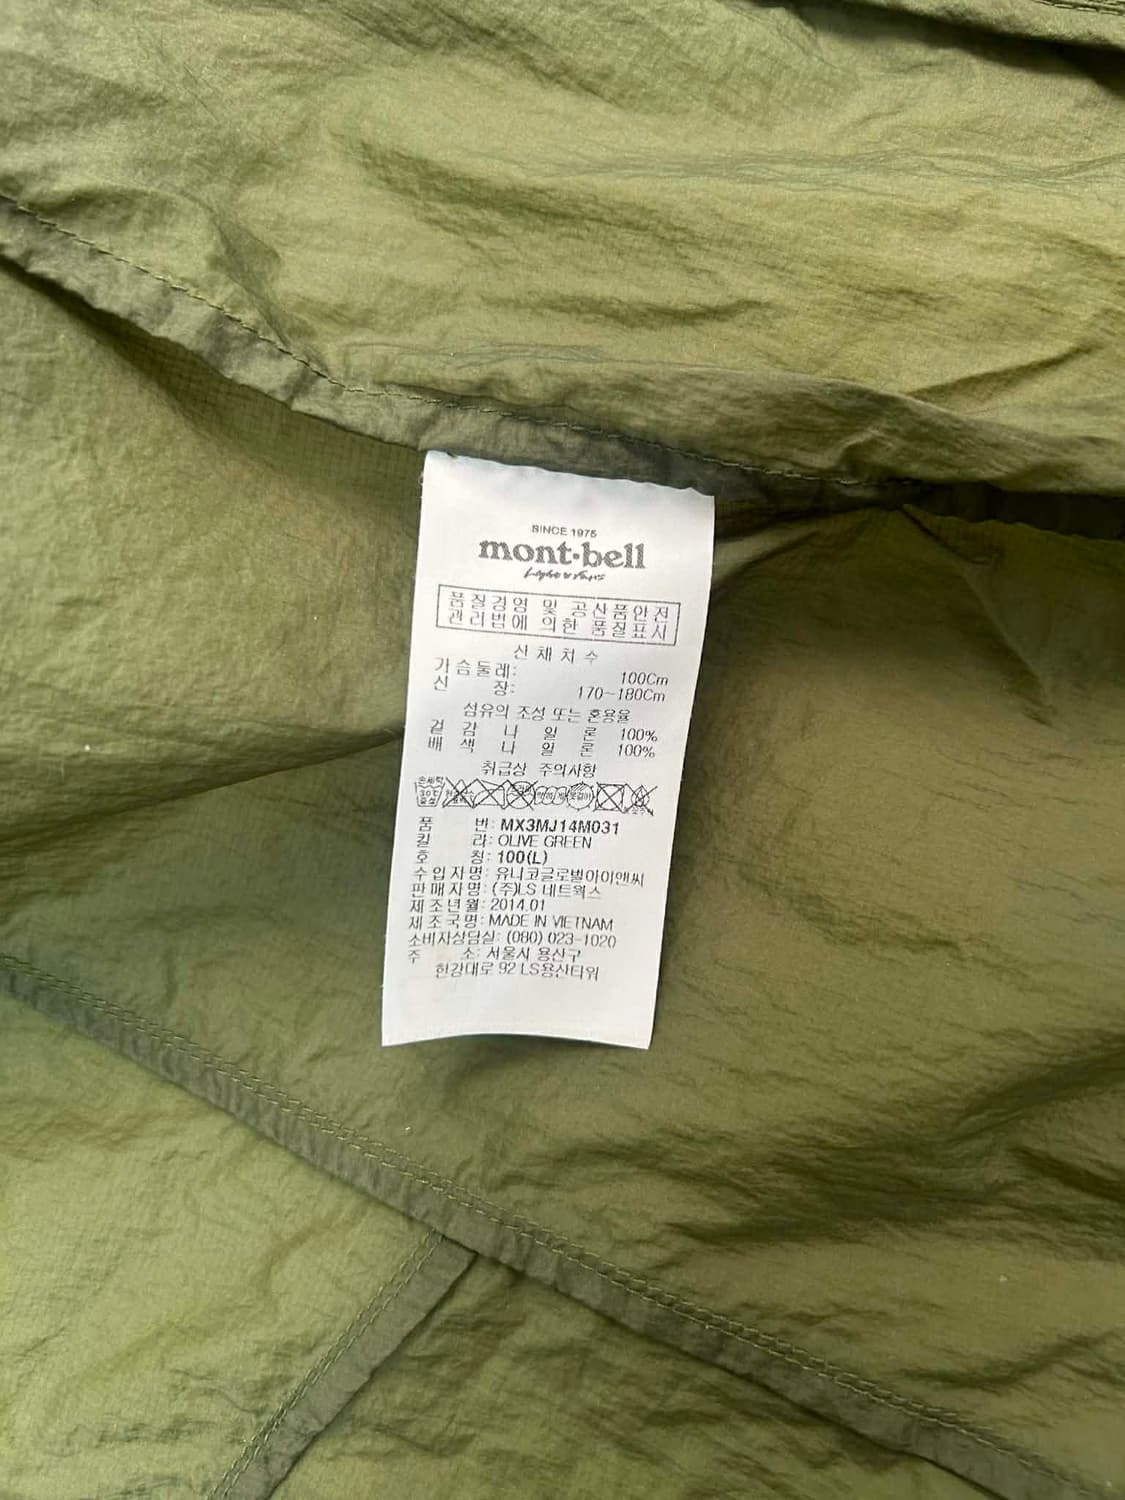 SINCE 1975
mont·bell
Light & Fast
품질경영 및 공산품안전
관리법에 의한 품질표시
신체치수
가슴둘레: 100Cm
신 장: 170~180Cm
섬유의 조성 또는 혼용율
겉 감 나 일 론 100%
배 색 나 일 론 100%
취급상 주의사항
품 번: MX3MJ14M031
칼 라: OLIVE GREEN
호 칭: 100(L)
수입자명: 유니코글로벌아이앤씨
판매자명: (주)LS 네트웍스
제조년월: 2014.01
제조국명: MADE IN VIETNAM
소비자상담실: (080) 023-1020
주 소: 서울시 용산구
한강대로 92 LS용산타워